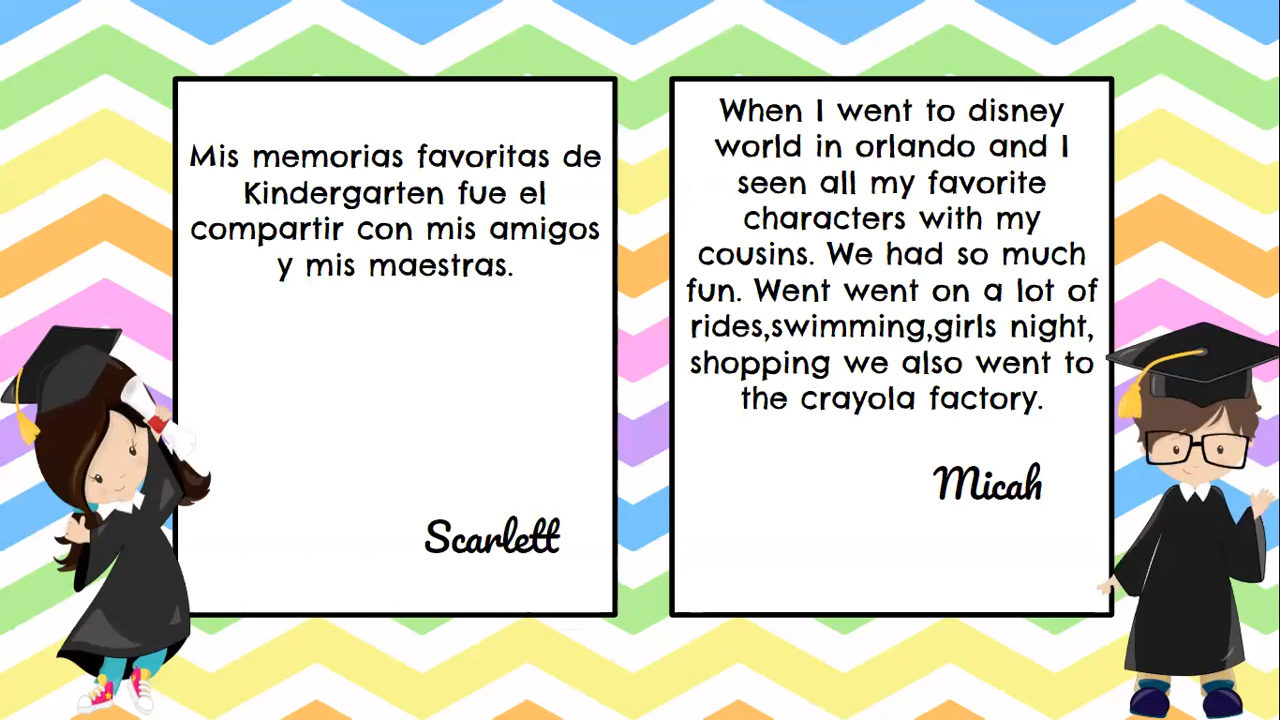 Mis memorias favoritas de
Kindergarten fue el
compartir con mis amigos
y mis maestras.
Scarlett
When I went to disney
world in orlando and I
seen all my favorite
characters with my
cousins. We had so much
fun. Went went on a lot of
rides,swimming,girls night,
shopping we also went to
the crayola factory.
Micah